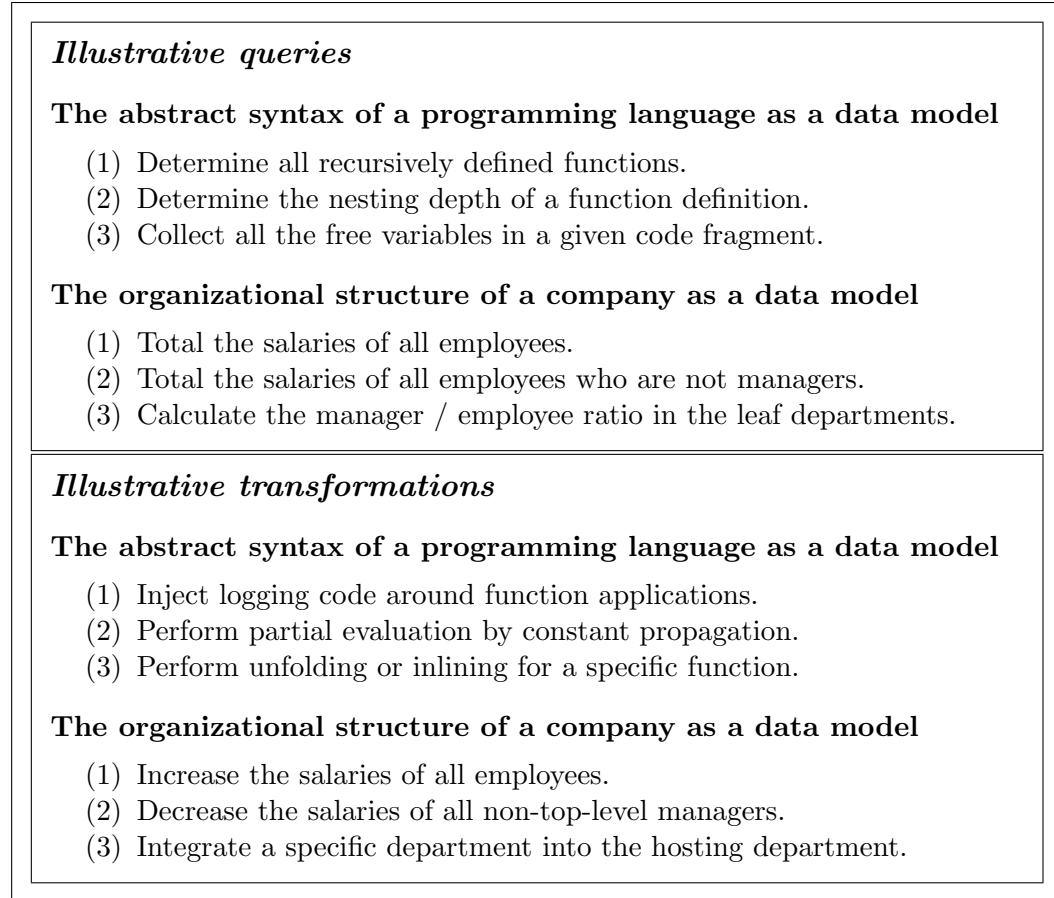 Illustrative queries
The abstract syntax of a programming language as a data model
(1) Determine all recursively defined functions.
(2) Determine the nesting depth of a function definition.
(3) Collect all the free variables in a given code fragment.
The organizational structure of a company as a data model
(1) Total the salaries of all employees.
(2) Total the salaries of all employees who are not managers.
(3) Calculate the manager / employee ratio in the leaf departments.
Illustrative transformations
The abstract syntax of a programming language as a data model
(1) Inject logging code around function applications.
(2) Perform partial evaluation by constant propagation.
(3) Perform unfolding or inlining for a specific function.
The organizational structure of a company as a data model
(1) Increase the salaries of all employees.
(2) Decrease the salaries of all non-top-level managers.
(3) Integrate a specific department into the hosting department.